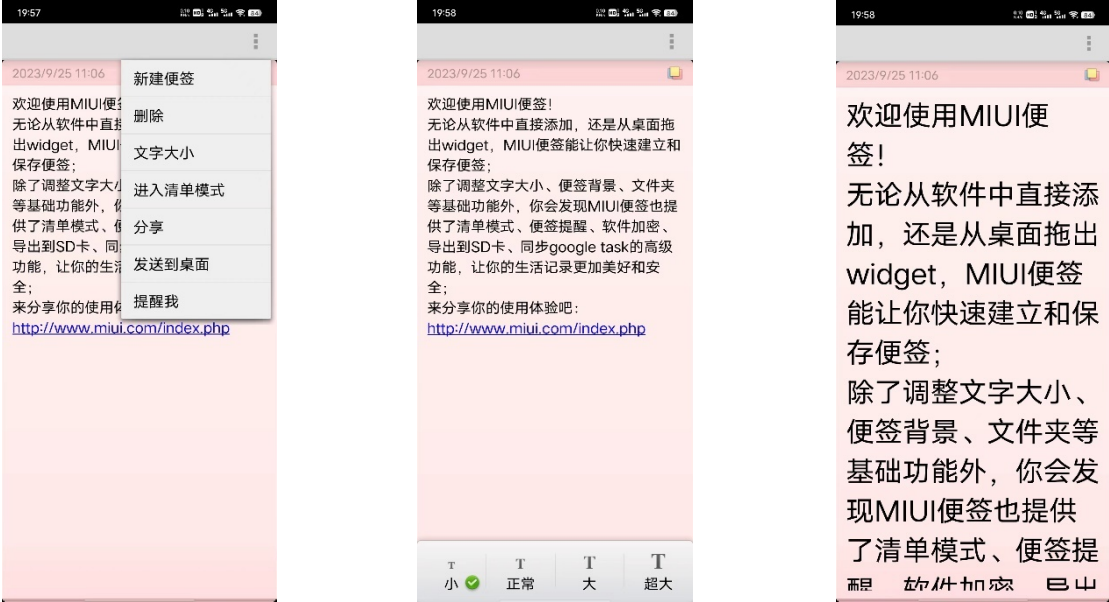 19:57
84
2023/9/25 11:06
新建便签
删除
文字大小
进入清单模式
分享
发送到桌面
提醒我
欢迎使用MIUI便
无论从软件中直
出widget，MIUI
保存便签；
除了调整文字大
等基础功能外，
供了清单模式、
导出到SD卡、同
功能，让你的生
全；
来分享你的使用
http://www.miui.com/index.php
19:58
84
2023/9/25 11:06
欢迎使用MIUI便签！
无论从软件中直接添加，还是从桌面拖
出widget，MIUI便签能让你快速建立和
保存便签；
除了调整文字大小、便签背景、文件夹
等基础功能外，你会发现MIUI便签也提
供了清单模式、便签提醒、软件加密、
导出到SD卡、同步google task的高级
功能，让你的生活记录更加美好和安
全；
来分享你的使用体验吧：
http://www.miui.com/index.php
T T T T
小 正常 大 超大
19:58
84
2023/9/25 11:06
欢迎使用MIUI便
签！
无论从软件中直接添
加，还是从桌面拖出
widget，MIUI便签
能让你快速建立和保
存便签；
除了调整文字大小、
便签背景、文件夹等
基础功能外，你会发
现MIUI便签也提供
了清单模式、便签提
醒、软件加密、导出